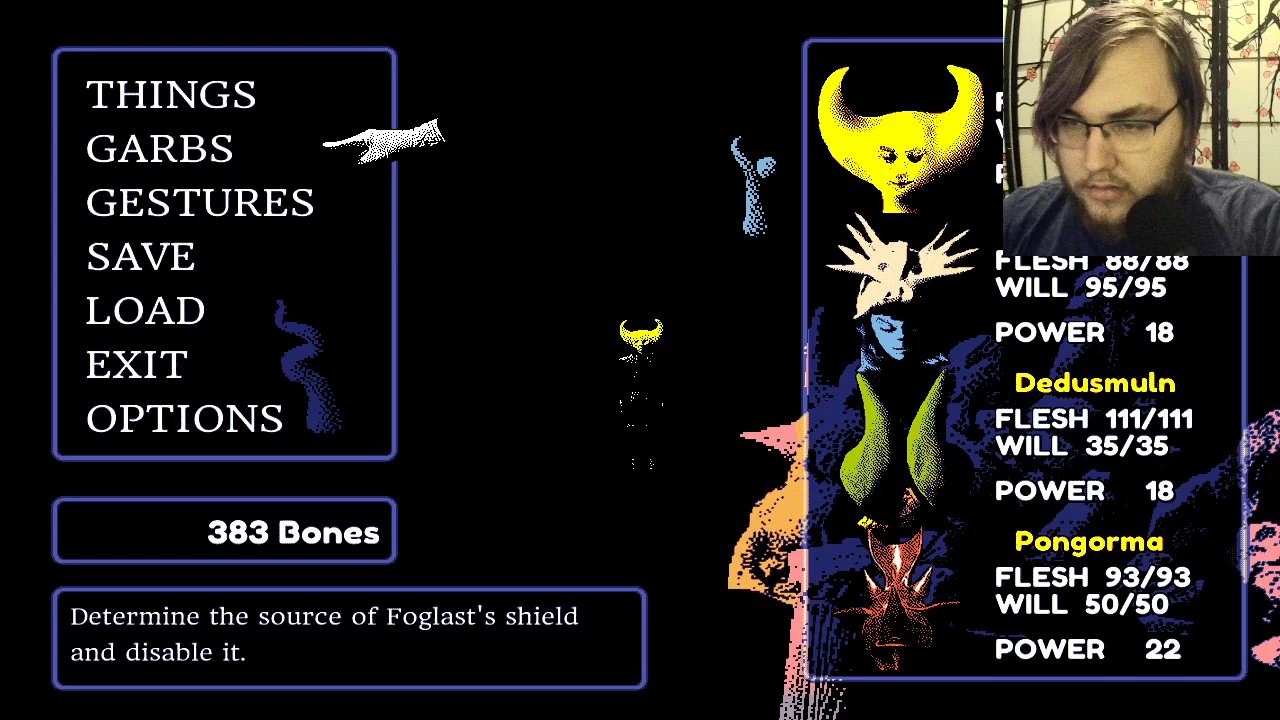 THINGS
GARBS
GESTURES
SAVE
LOAD
EXIT
OPTIONS
383 Bones
Determine the source of Foglast's shield
and disable it.
FLESH 88/88
WILL 95/95
POWER 18
Dedusmuln
FLESH 111/111
WILL 35/35
POWER 18
Pongorma
FLESH 93/93
WILL 50/50
POWER 22